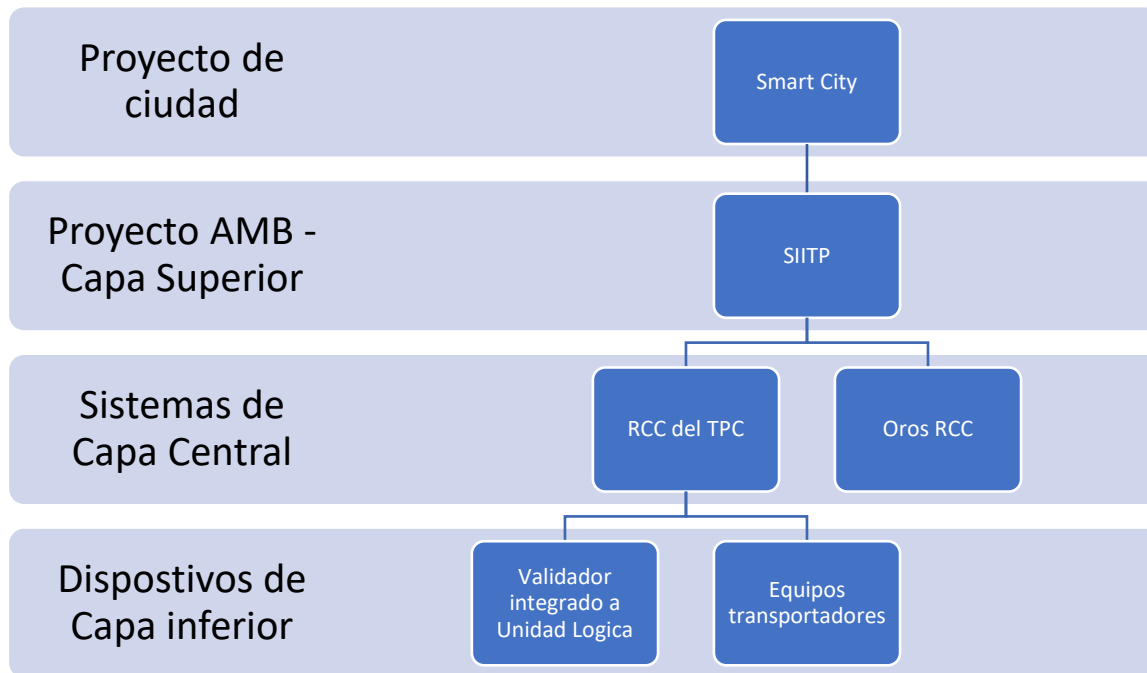 Proyecto de
ciudad
Smart City
Proyecto AMB -
Capa Superior
SIITP
Sistemas de
Capa Central
RCC del TPC
Oros RCC
Dispostivos de
Capa inferior
Validador
integrado a
Unidad Logica
Equipos
transportadores